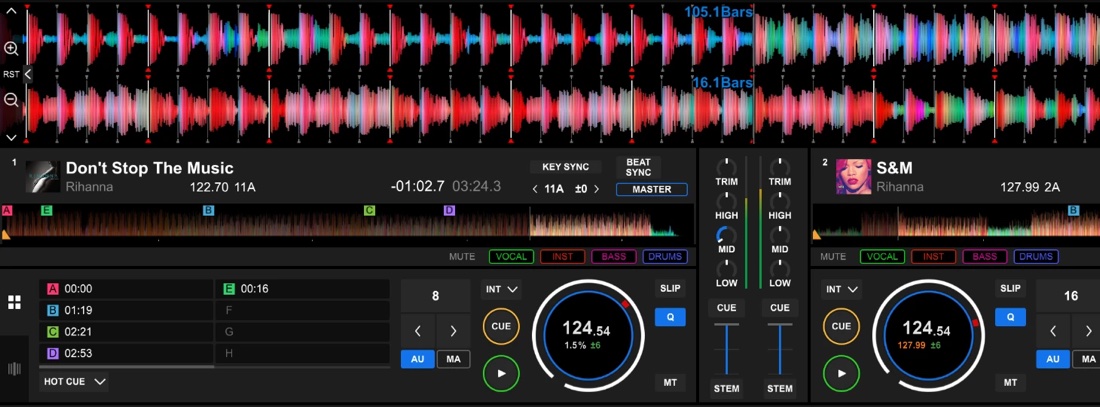 105.1Bars
RST
16.1Bars
1
Don't Stop The Music
Rihanna
122.70 11A
-01:02.7 03:24.3
KEY SYNC
BEAT SYNC
11A ±0
MASTER
A E B C D
MUTE VOCAL INST BASS DRUMS
A 00:00
B 01:19
C 02:21
D 02:53
E 00:16
F
G
H
HOT CUE
8
AU MA
INT
CUE
124.54
1.5% ±6
SLIP
Q
MT
TRIM TRIM
HIGH HIGH
MID MID
LOW LOW
CUE CUE
STEM STEM
2
S&M
Rihanna
127.99 2A
B
MUTE VOCAL INST BASS DRUMS
INT
CUE
124.54
127.99 ±6
SLIP
Q
MT
16
AU MA